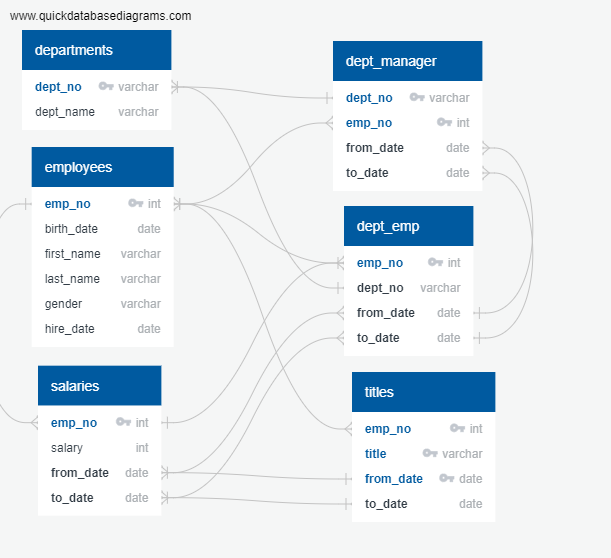 www.quickdatabasediagrams.com
departments
dept_no varchar
dept_name varchar
employees
emp_no int
birth_date date
first_name varchar
last_name varchar
gender varchar
hire_date date
salaries
emp_no int
salary int
from_date date
to_date date
dept_manager
dept_no varchar
emp_no int
from_date date
to_date date
dept_emp
emp_no int
dept_no varchar
from_date date
to_date date
titles
emp_no int
title varchar
from_date date
to_date date